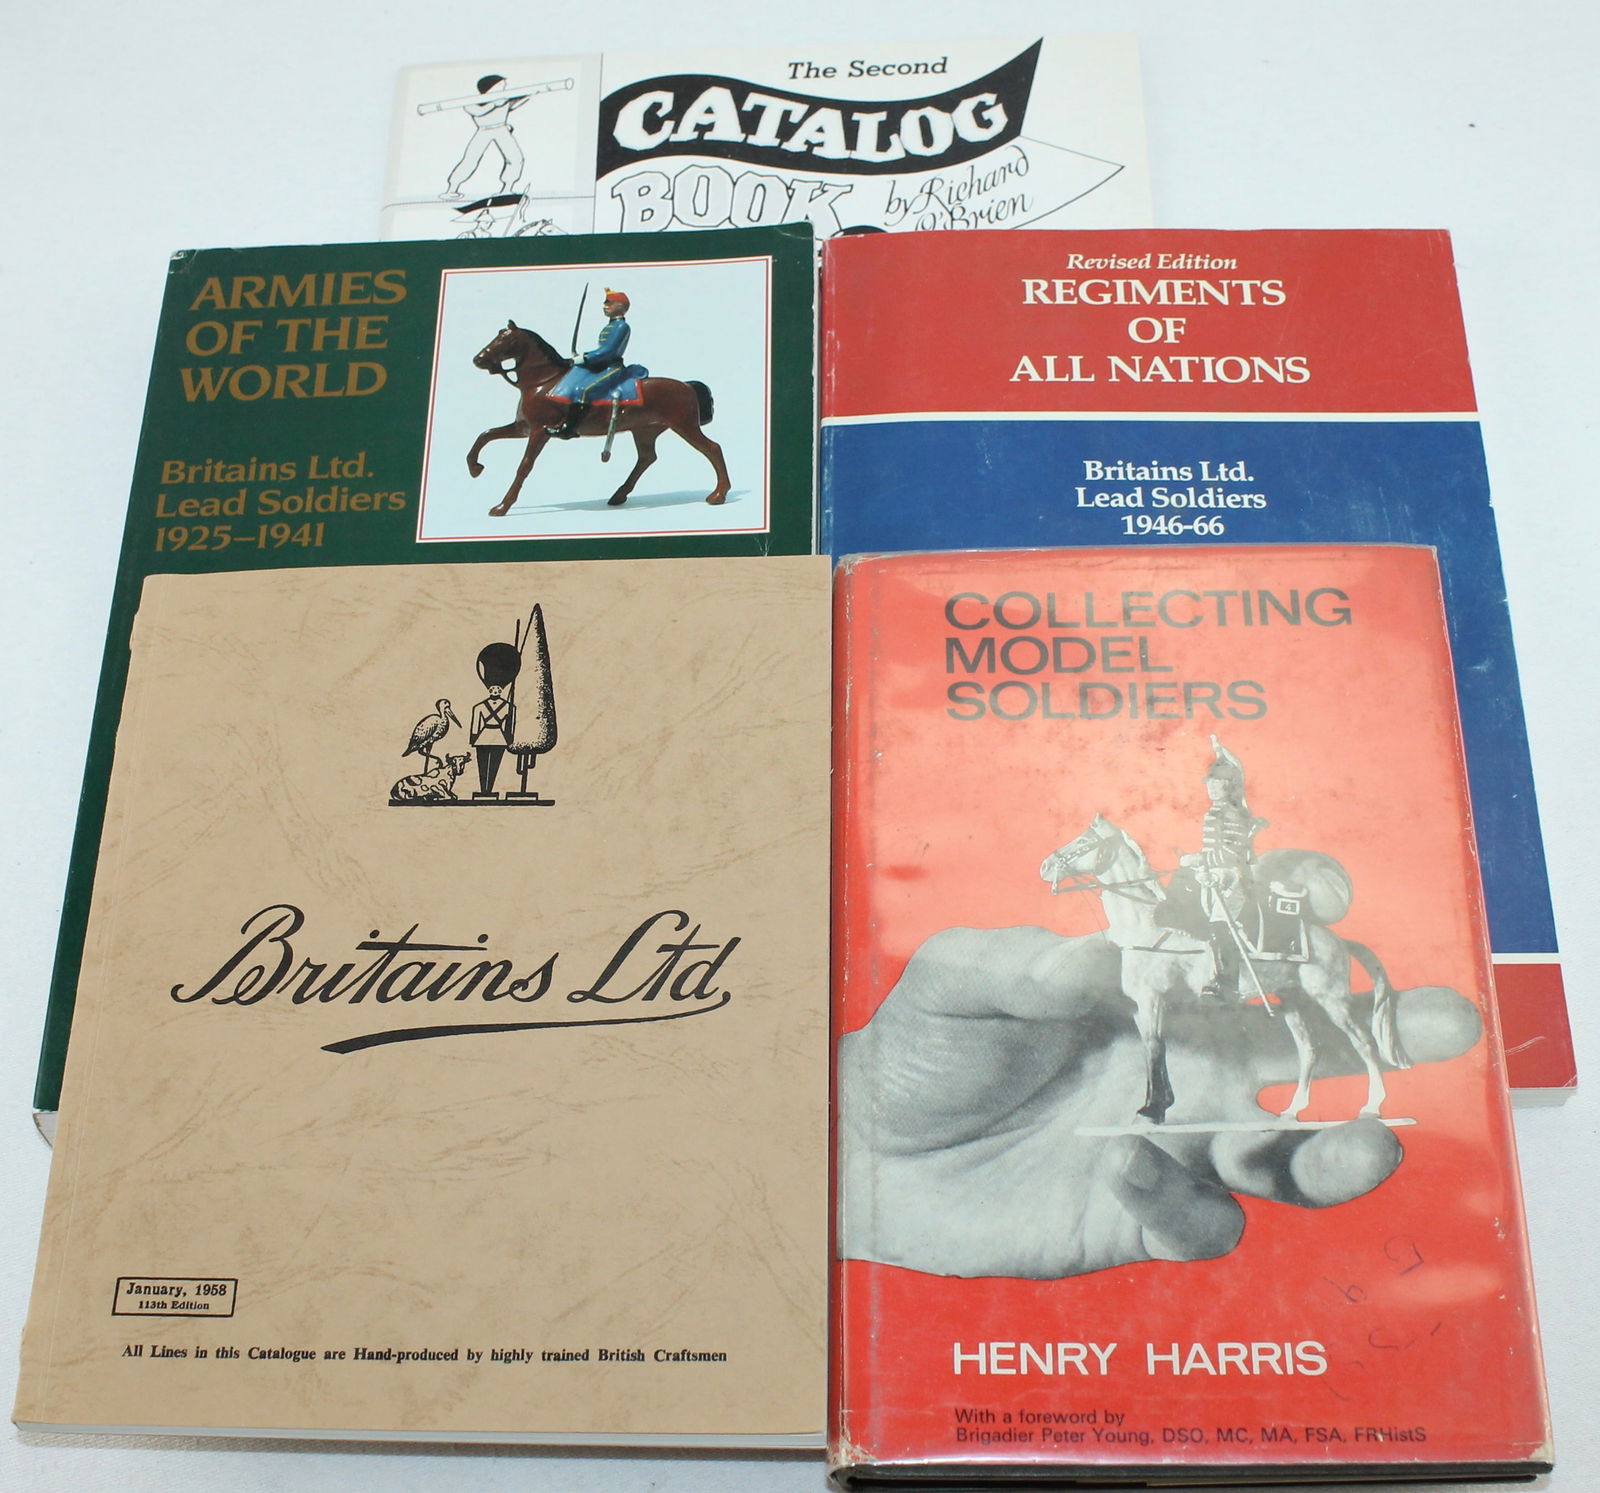 The Second
CATALOG
BOOK
by Richard
O'Brien
ARMIES
OF THE
WORLD
Britains Ltd.
Lead Soldiers
1925–1941
Revised Edition
REGIMENTS
OF
ALL NATIONS
Britains Ltd.
Lead Soldiers
1946-66
Britains Ltd,
January, 1958
113th Edition
All Lines in this Catalogue are Hand-produced by highly trained British Craftsmen
COLLECTING
MODEL
SOLDIERS
4
HENRY HARRIS
With a foreword by
Brigadier Peter Young, DSO, MC, MA, FSA, FRHistS